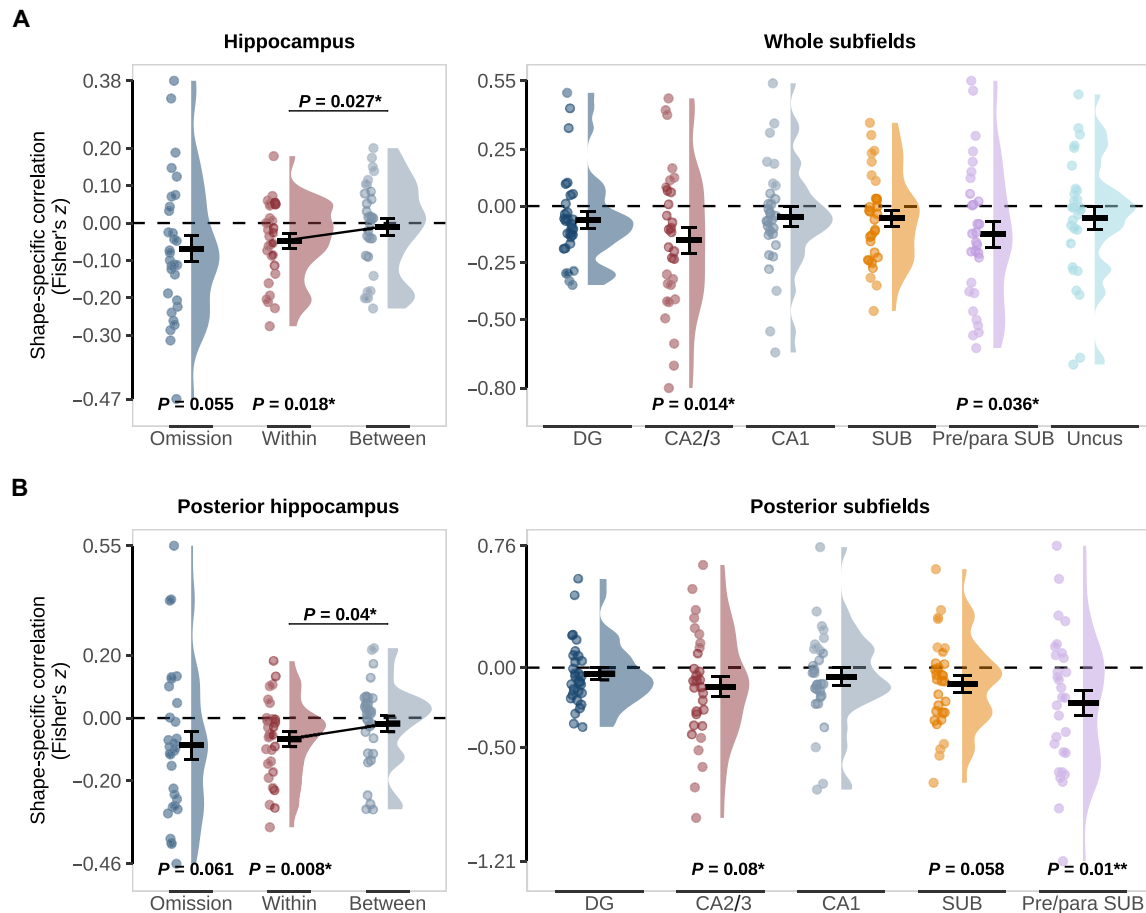 A
Hippocampus
Whole subfields
Shape-specific correlation
(Fisher's z)
0.38
0.20
0.10
0.00
−0.10
−0.20
−0.30
−0.47
P = 0.027*
P = 0.055
P = 0.018*
Omission
Within
Between
0.55
0.25
0.00
−0.25
−0.50
−0.80
P = 0.014*
P = 0.036*
DG
CA2/3
CA1
SUB
Pre/para SUB
Uncus
B
Posterior hippocampus
Posterior subfields
Shape-specific correlation
(Fisher's z)
0.55
0.20
0.00
−0.20
−0.46
P = 0.04*
P = 0.061
P = 0.008*
Omission
Within
Between
0.76
0.00
−0.50
−1.21
P = 0.08*
P = 0.058
P = 0.01**
DG
CA2/3
CA1
SUB
Pre/para SUB